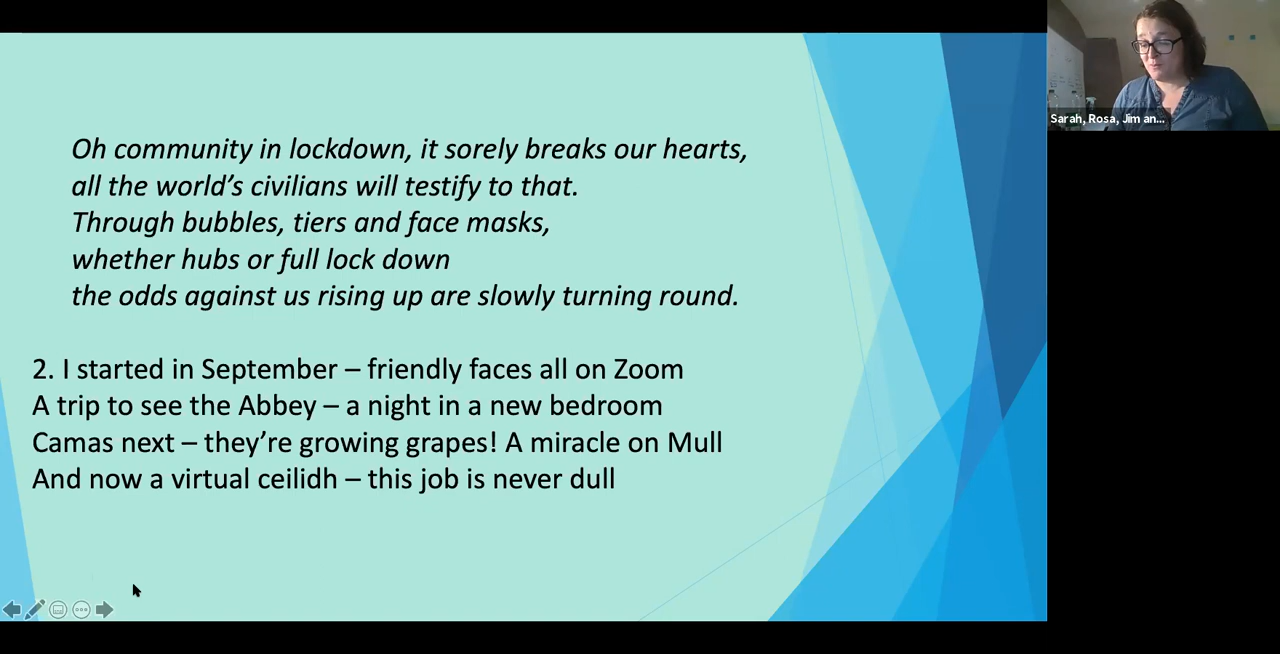 Oh community in lockdown, it sorely breaks our hearts,
all the world’s civilians will testify to that.
Through bubbles, tiers and face masks,
whether hubs or full lock down
the odds against us rising up are slowly turning round.
2. I started in September – friendly faces all on Zoom
A trip to see the Abbey – a night in a new bedroom
Camas next – they’re growing grapes! A miracle on Mull
And now a virtual ceilidh – this job is never dull
Sarah, Rosa, Jim an...